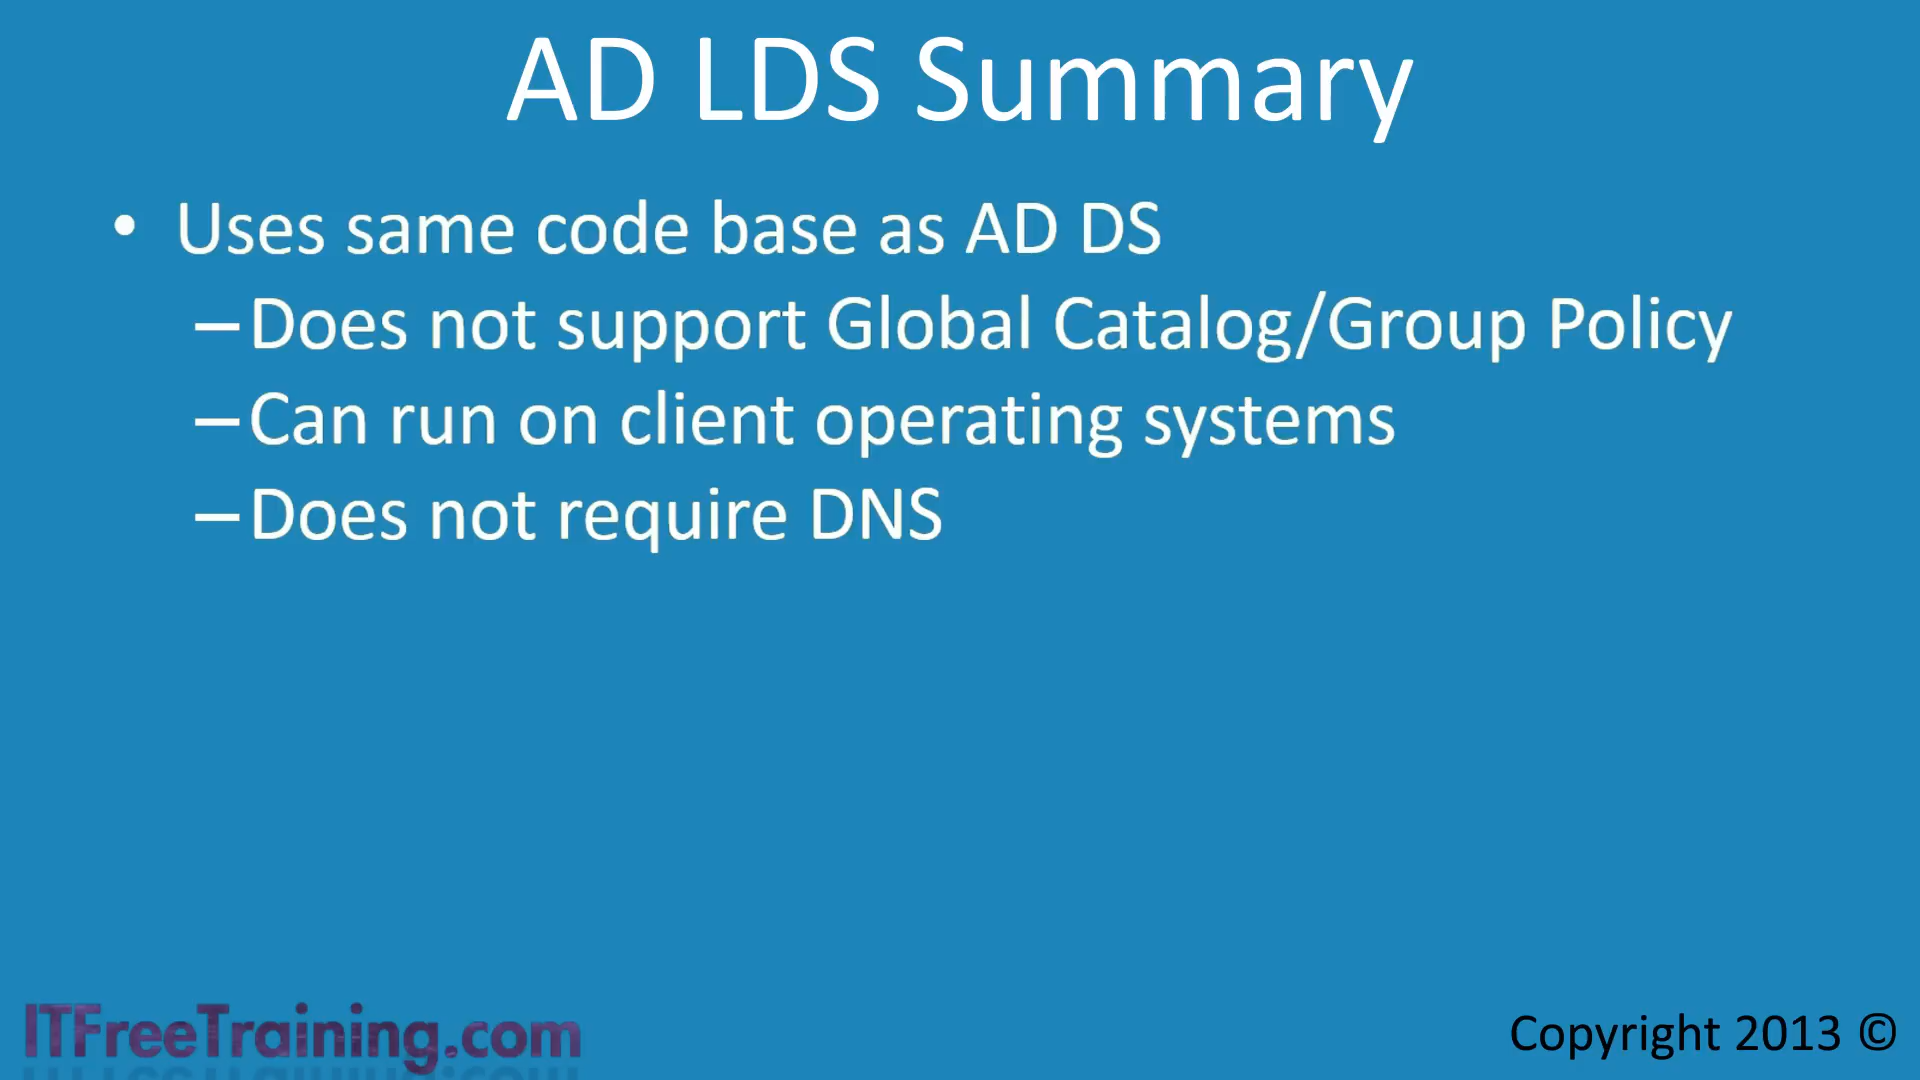 AD LDS Summary
• Uses same code base as AD DS
–Does not support Global Catalog/Group Policy
–Can run on client operating systems
–Does not require DNS
ITFreeTraining.com
Copyright 2013 ©